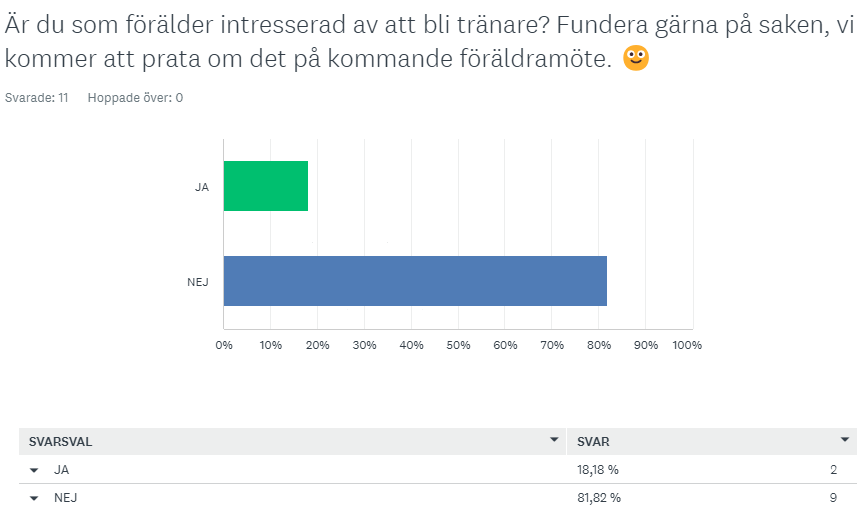 Är du som förälder intresserad av att bli tränare? Fundera gärna på saken, vi
kommer att prata om det på kommande föräldramöte. 🙂
Svarade: 11 Hoppade över: 0
JA
NEJ
0% 10% 20% 30% 40% 50% 60% 70% 80% 90% 100%
SVARSVAL SVAR
JA 18,18 % 2
NEJ 81,82 % 9